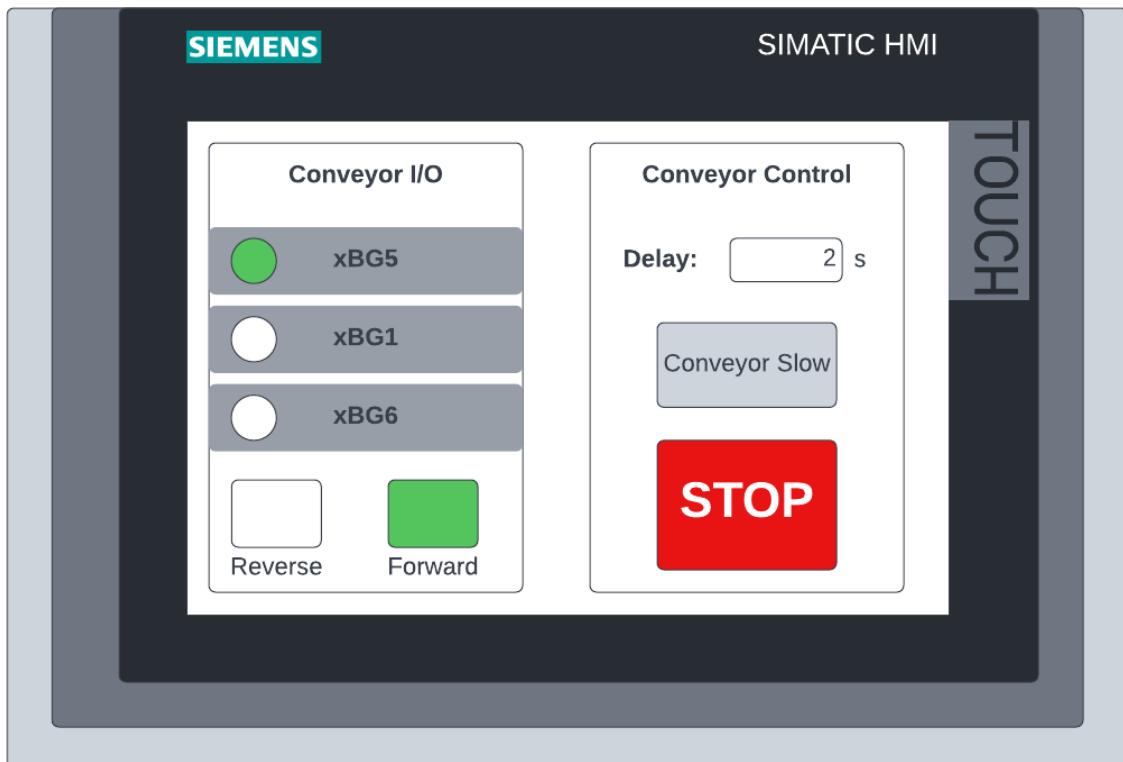 SIEMENS
SIMATIC HMI
TOUCH
Conveyor I/O
xBG5
xBG1
xBG6
Reverse
Forward
Conveyor Control
Delay: 2 s
Conveyor Slow
STOP